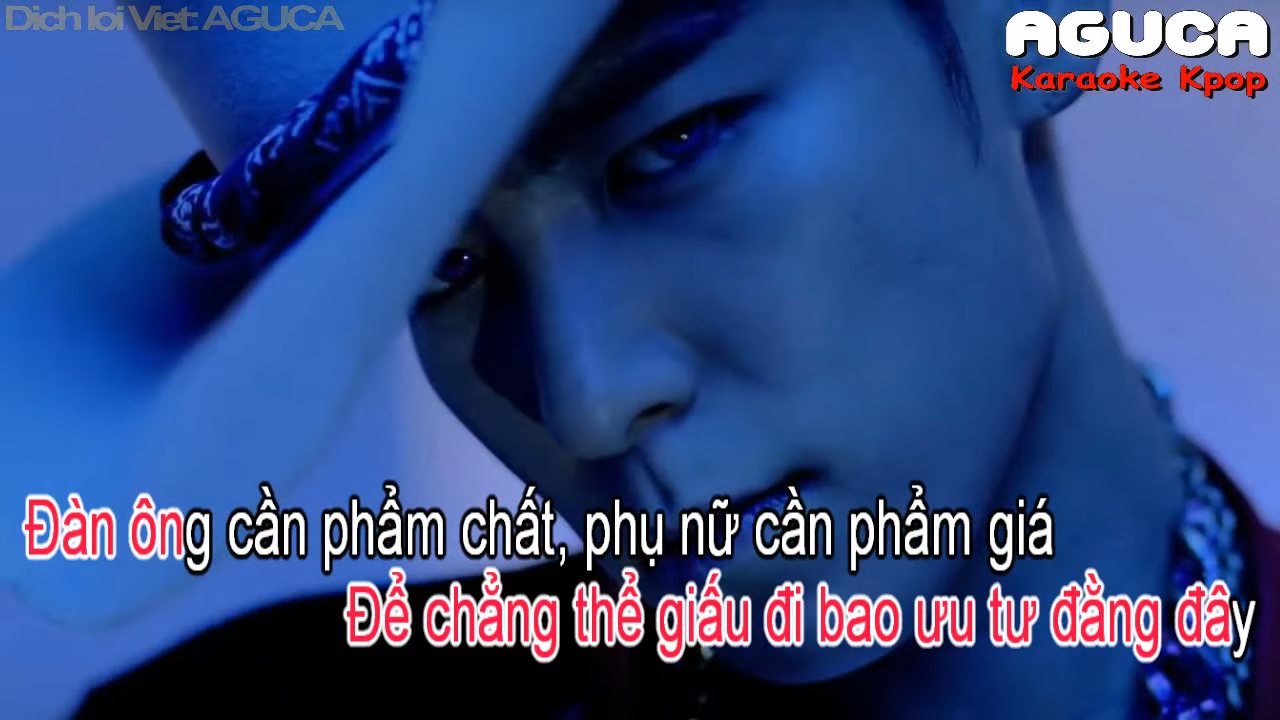 Dich loi Viet: AGUCA
AGUCA
Karaoke Kpop
Đàn ông cần phẩm chất, phụ nữ cần phẩm giá
Để chẳng thể giấu đi bao ưu tư đằng đây